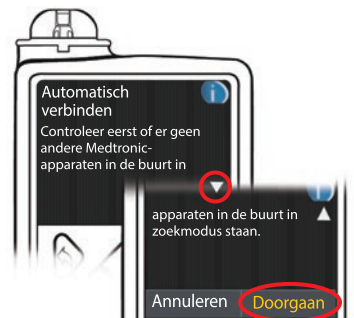 Automatisch
verbinden
Controleer eerst of er geen
andere Medtronic-
apparaten in de buurt in
apparaten in de buurt in
zoekmodus staan.
Annuleren Doorgaan